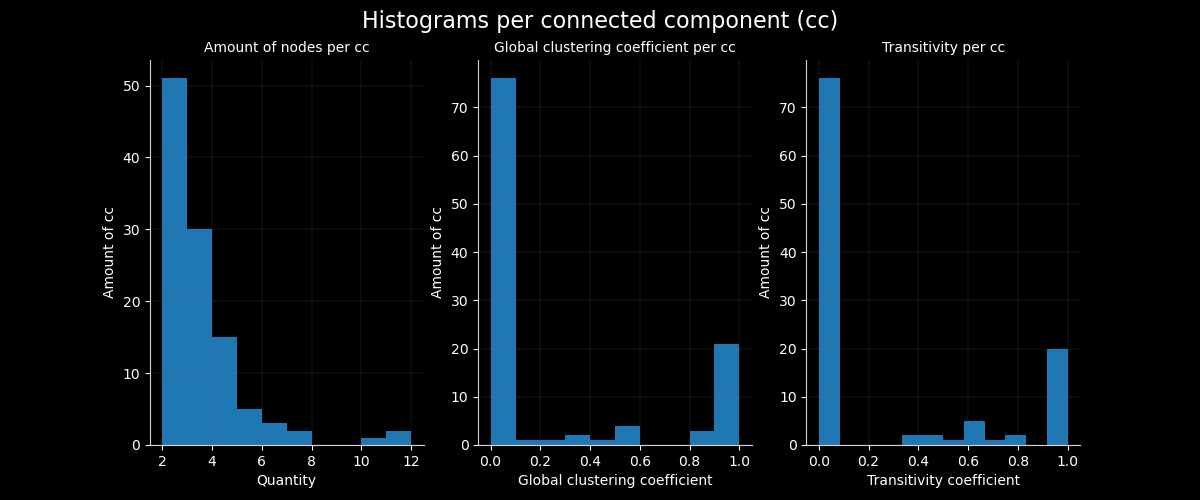 Histograms per connected component (cc)
Amount of nodes per cc
Global clustering coefficient per cc
Transitivity per cc
50
40
30
20
10
0
Amount of cc
2 4 6 8 10 12
Quantity
70
60
50
40
30
20
10
0
Amount of cc
0.0 0.2 0.4 0.6 0.8 1.0
Global clustering coefficient
70
60
50
40
30
20
10
0
Amount of cc
0.0 0.2 0.4 0.6 0.8 1.0
Transitivity coefficient